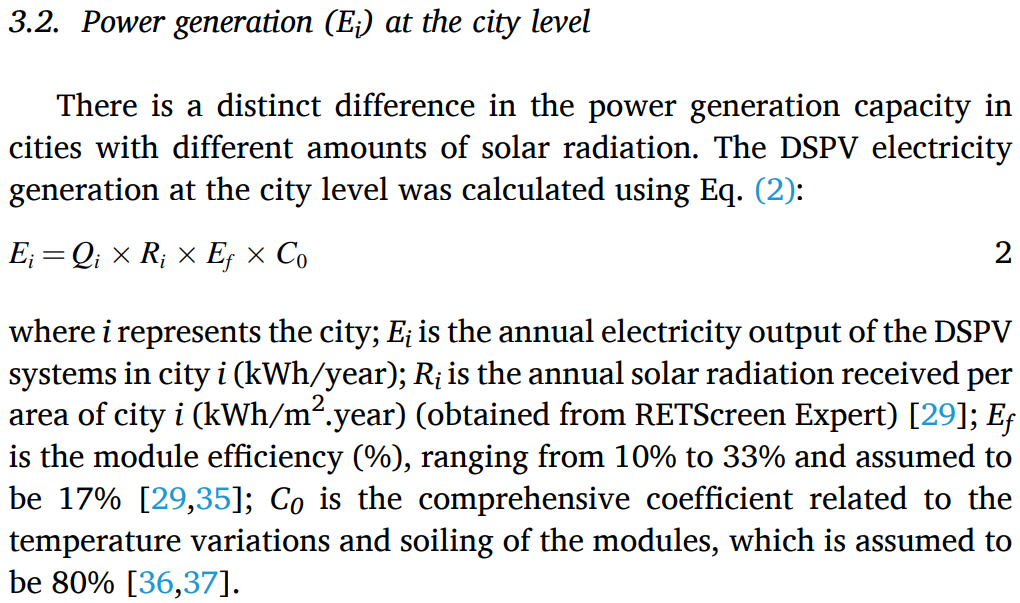 3.2. Power generation (Ei) at the city level
There is a distinct difference in the power generation capacity in
cities with different amounts of solar radiation. The DSPV electricity
generation at the city level was calculated using Eq. (2):
Ei = Qi × Ri × Ef × C0 2
where i represents the city; Ei is the annual electricity output of the DSPV
systems in city i (kWh/year); Ri is the annual solar radiation received per
area of city i (kWh/m².year) (obtained from RETScreen Expert) [29]; Ef
is the module efficiency (%), ranging from 10% to 33% and assumed to
be 17% [29,35]; C0 is the comprehensive coefficient related to the
temperature variations and soiling of the modules, which is assumed to
be 80% [36,37].